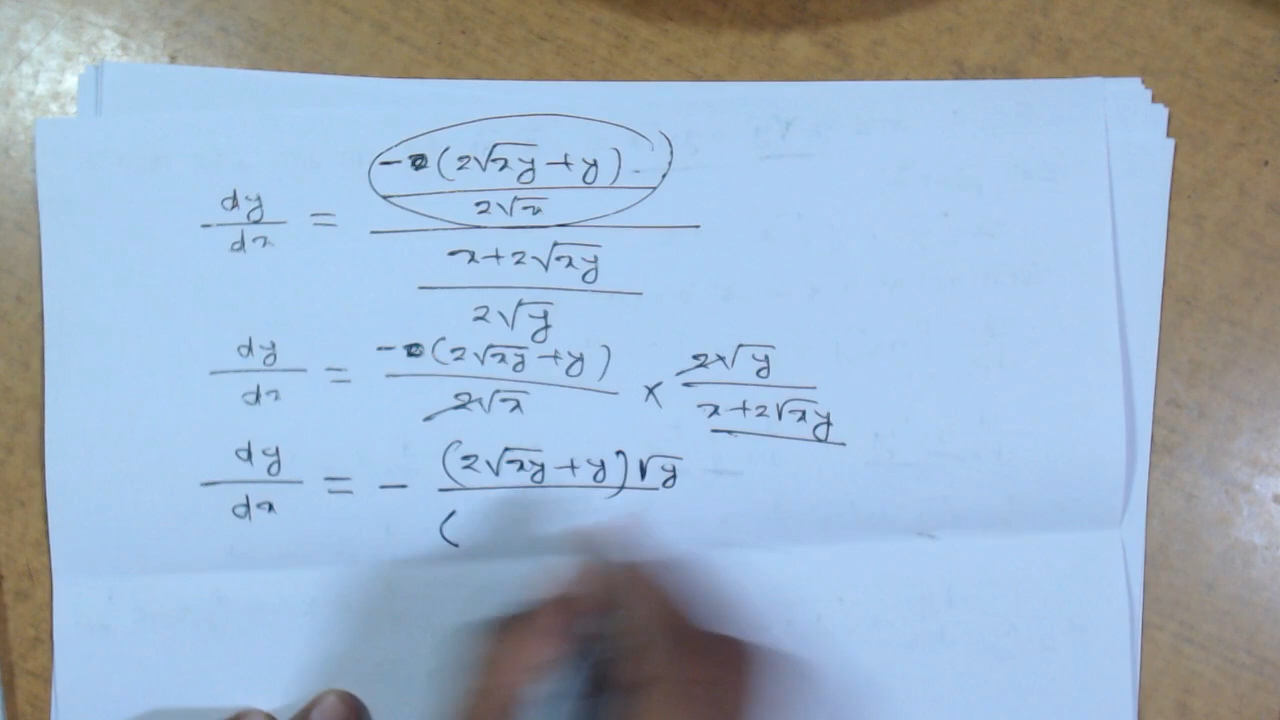 dy/dx = (-(2√xy+y)/2√x)/((x+2√xy)/2√y)
dy/dx = -(2√xy+y)/2√x × 2√y/(x+2√xy)
dy/dx = - (2√xy+y)√y/(